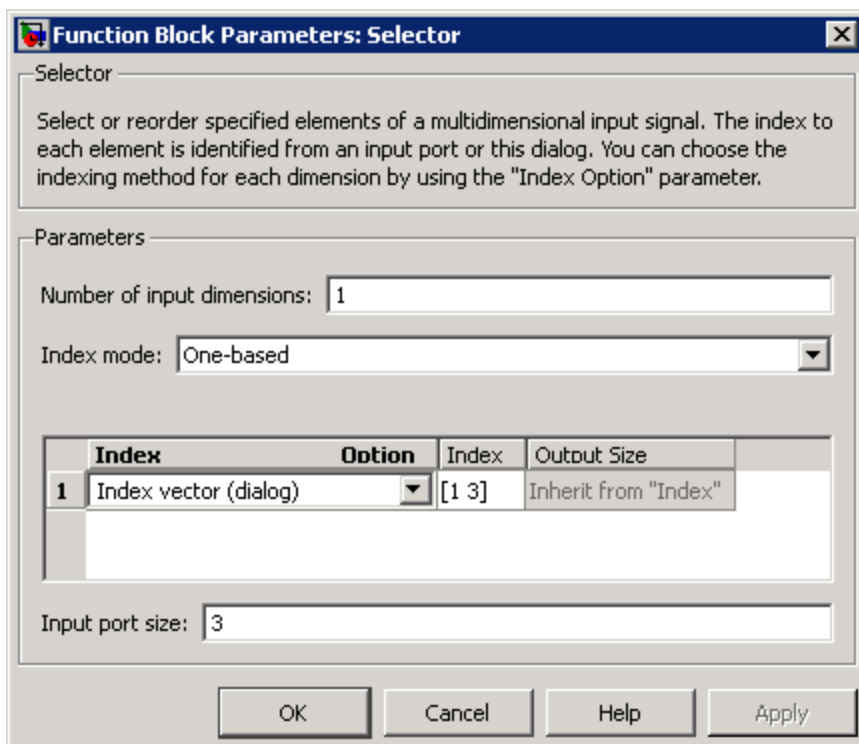 Function Block Parameters: Selector
Selector
Select or reorder specified elements of a multidimensional input signal. The index to
each element is identified from an input port or this dialog. You can choose the
indexing method for each dimension by using the "Index Option" parameter.
Parameters
Number of input dimensions: 1
Index mode: One-based
Index Option Index Output Size
1 Index vector (dialog) [1 3] Inherit from "Index"
Input port size: 3
OK Cancel Help Apply